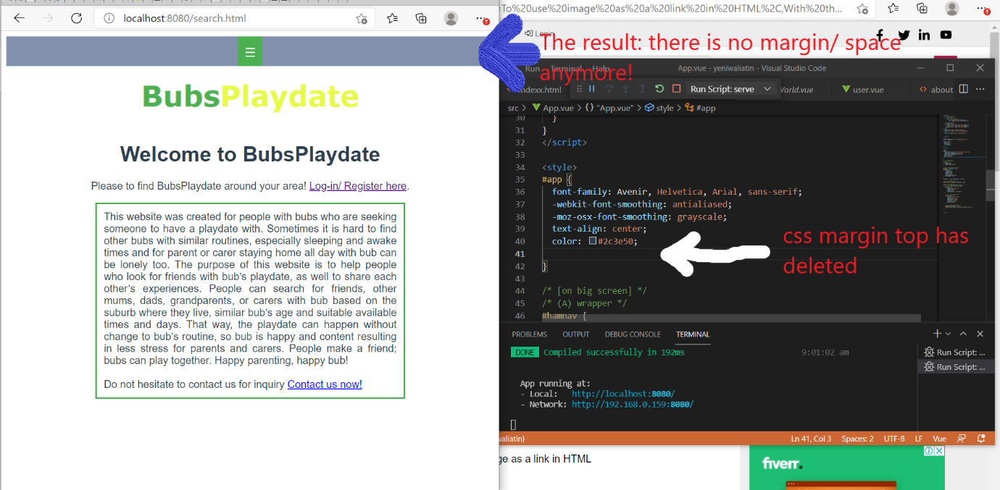 localhost:8080/search.html
To%20use%20image%20as%20a%20link%20in%20HTML%2C,With%20th...
Login
The result: there is no margin/ space
anymore!
Run Terminal Help
App.vue - yeniwaliatin - Visual Studio Code
ndexx.html
Run Script: serve
World.vue
user.vue
about
src > App.vue > {} "App.vue" > style > #app
BubsPlaydate
Welcome to BubsPlaydate
Please to find BubsPlaydate around your area! Log-in/ Register here.
This website was created for people with bubs who are seeking
someone to have a playdate with. Sometimes it is hard to find
other bubs with similar routines, especially sleeping and awake
times and for parent or carer staying home all day with bub can
be lonely too. The purpose of this website is to help people
who look for friends with bub's playdate, as well to share each
other's experiences. People can search for friends, other
mums, dads, grandparents, or carers with bub based on the
suburb where they live, similar bub's age and suitable available
times and days. That way, the playdate can happen without
change to bub's routine, so bub is happy and content resulting
in less stress for parents and carers. People make a friend;
bubs can play together. Happy parenting, happy bub!
Do not hesitate to contact us for inquiry Contact us now!
30 }
31 }
32 </script>
33
34 <style>
35 #app {
36 font-family: Avenir, Helvetica, Arial, sans-serif;
37 -webkit-font-smoothing: antialiased;
38 -moz-osx-font-smoothing: grayscale;
39 text-align: center;
40 color: #2c3e50;
41
42 }
43
44 /* [on big screen] */
45 /* (A) wrapper */
46 #hamnav {
css margin top has
deleted
PROBLEMS OUTPUT DEBUG CONSOLE TERMINAL
DONE Compiled successfully in 192ms 9:01:02 am
Run Script: ...
Run Script: ...
App running at:
- Local: http://localhost:8080/
- Network: http://192.168.0.159:8080/
waliatin) Ln 41, Col 3 Spaces: 2 UTF-8 LF Vue
ge as a link in HTML
fiverr.